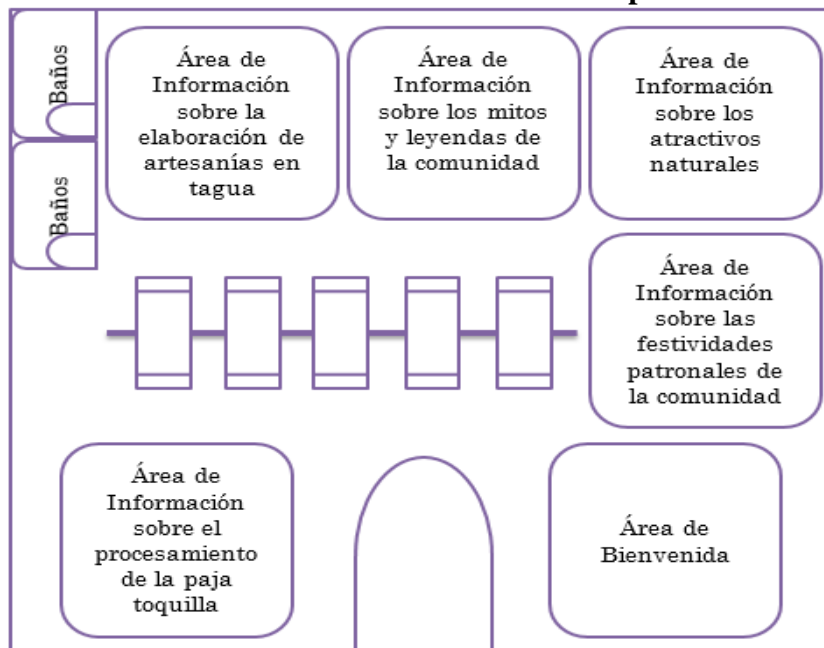 Baños
Área de
Información
sobre la
elaboración de
artesanías en
tagua
Área de
Información
sobre los mitos
y leyendas de
la comunidad
Área de
Información
sobre los
atractivos
naturales
Baños
Área de
Información
sobre las
festividades
patronales de
la comunidad
Área de
Información
sobre el
procesamiento
de la paja
toquilla
Área de
Bienvenida